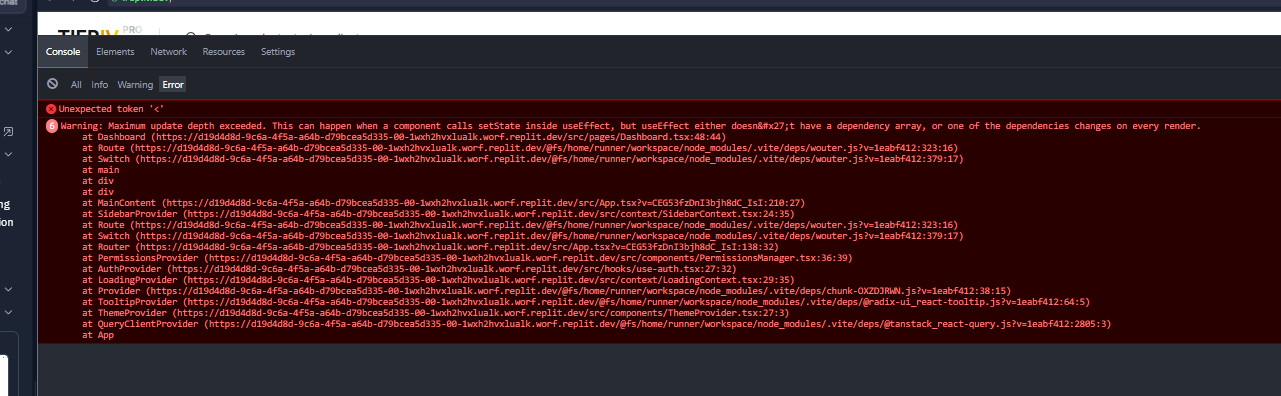 chat
TIERIV PRO
Console Elements Network Resources Settings
All Info Warning Error
Unexpected token '<'
6 Warning: Maximum update depth exceeded. This can happen when a component calls setState inside useEffect, but useEffect either doesn&#x27;t have a dependency array, or one of the dependencies changes on every render.
at Dashboard (https://d19d4d8d-9c6a-4f5a-a64b-d79bcea5d335-00-1wxh2hvxlualk.worf.replit.dev/src/pages/Dashboard.tsx:48:44)
at Route (https://d19d4d8d-9c6a-4f5a-a64b-d79bcea5d335-00-1wxh2hvxlualk.worf.replit.dev/@fs/home/runner/workspace/node_modules/.vite/deps/wouter.js?v=1eabf412:323:16)
at Switch (https://d19d4d8d-9c6a-4f5a-a64b-d79bcea5d335-00-1wxh2hvxlualk.worf.replit.dev/@fs/home/runner/workspace/node_modules/.vite/deps/wouter.js?v=1eabf412:379:17)
at main
at div
at div
at MainContent (https://d19d4d8d-9c6a-4f5a-a64b-d79bcea5d335-00-1wxh2hvxlualk.worf.replit.dev/src/App.tsx?v=CEG53fzDnI3bjh8dC_IsI:210:27)
at SidebarProvider (https://d19d4d8d-9c6a-4f5a-a64b-d79bcea5d335-00-1wxh2hvxlualk.worf.replit.dev/src/context/SidebarContext.tsx:24:35)
at Route (https://d19d4d8d-9c6a-4f5a-a64b-d79bcea5d335-00-1wxh2hvxlualk.worf.replit.dev/@fs/home/runner/workspace/node_modules/.vite/deps/wouter.js?v=1eabf412:323:16)
at Switch (https://d19d4d8d-9c6a-4f5a-a64b-d79bcea5d335-00-1wxh2hvxlualk.worf.replit.dev/@fs/home/runner/workspace/node_modules/.vite/deps/wouter.js?v=1eabf412:379:17)
at Router (https://d19d4d8d-9c6a-4f5a-a64b-d79bcea5d335-00-1wxh2hvxlualk.worf.replit.dev/src/App.tsx?v=CEG53fzDnI3bjh8dC_IsI:138:32)
at PermissionsProvider (https://d19d4d8d-9c6a-4f5a-a64b-d79bcea5d335-00-1wxh2hvxlualk.worf.replit.dev/src/components/PermissionsManager.tsx:36:39)
at AuthProvider (https://d19d4d8d-9c6a-4f5a-a64b-d79bcea5d335-00-1wxh2hvxlualk.worf.replit.dev/src/hooks/use-auth.tsx:27:32)
at LoadingProvider (https://d19d4d8d-9c6a-4f5a-a64b-d79bcea5d335-00-1wxh2hvxlualk.worf.replit.dev/src/context/LoadingContext.tsx:29:35)
at Provider (https://d19d4d8d-9c6a-4f5a-a64b-d79bcea5d335-00-1wxh2hvxlualk.worf.replit.dev/@fs/home/runner/workspace/node_modules/.vite/deps/chunk-OXZDJRWN.js?v=1eabf412:38:15)
at TooltipProvider (https://d19d4d8d-9c6a-4f5a-a64b-d79bcea5d335-00-1wxh2hvxlualk.worf.replit.dev/@fs/home/runner/workspace/node_modules/.vite/deps/@radix-ui_react-tooltip.js?v=1eabf412:64:5)
at ThemeProvider (https://d19d4d8d-9c6a-4f5a-a64b-d79bcea5d335-00-1wxh2hvxlualk.worf.replit.dev/src/components/ThemeProvider.tsx:27:3)
at QueryClientProvider (https://d19d4d8d-9c6a-4f5a-a64b-d79bcea5d335-00-1wxh2hvxlualk.worf.replit.dev/@fs/home/runner/workspace/node_modules/.vite/deps/@tanstack_react-query.js?v=1eabf412:2805:3)
at App
ng
ion